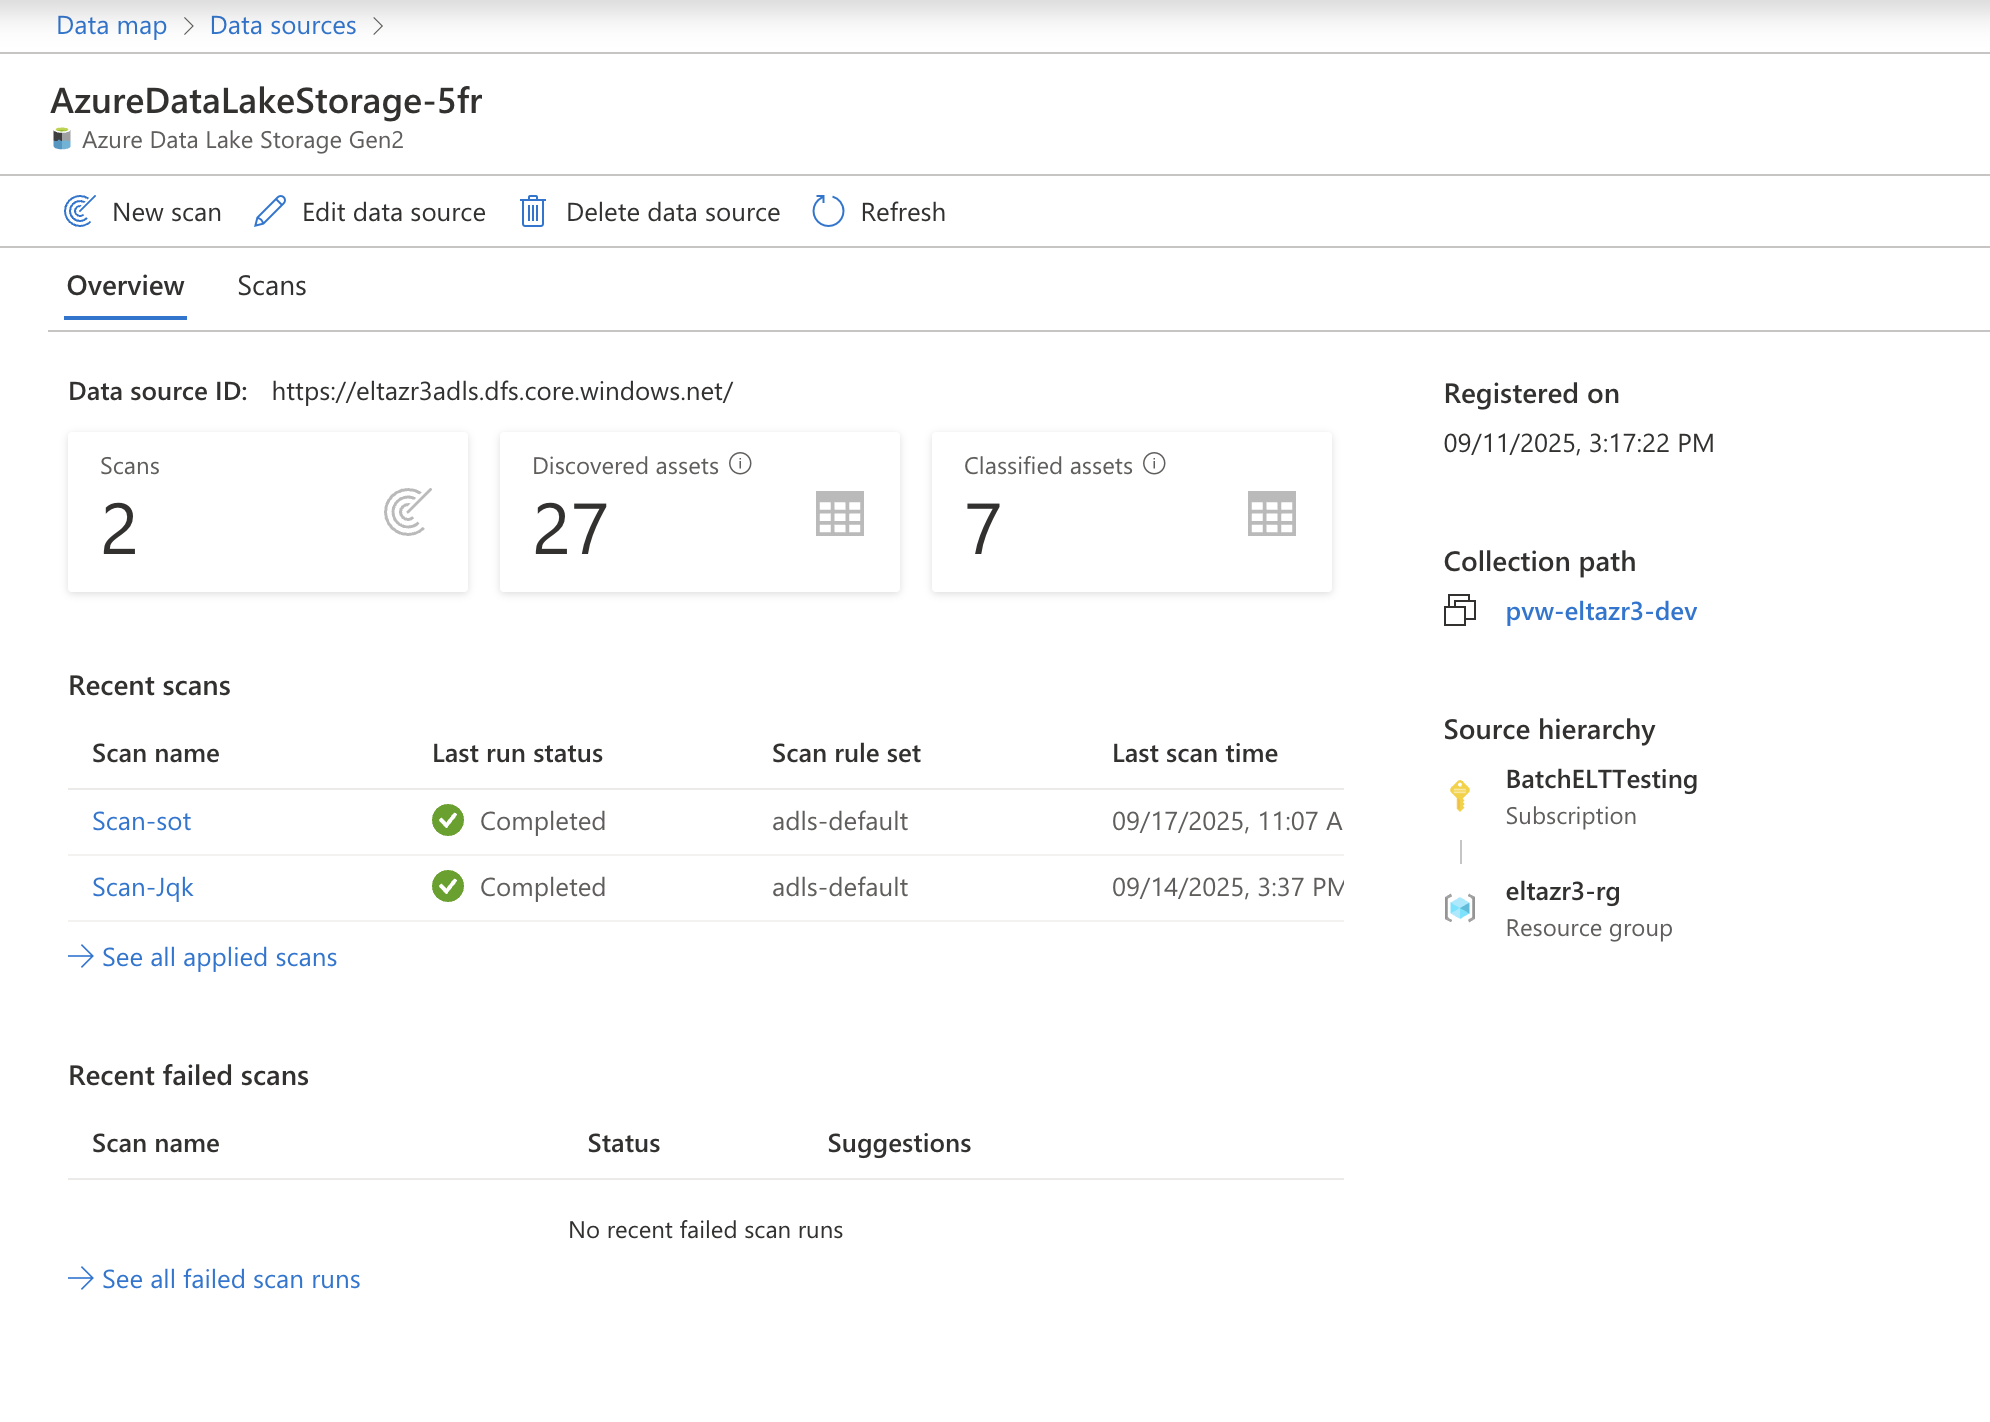 Data map > Data sources >
AzureDataLakeStorage-5fr
Azure Data Lake Storage Gen2
New scan Edit data source Delete data source Refresh
Overview Scans
Data source ID: https://eltazr3adls.dfs.core.windows.net/
Scans
2
Discovered assets
27
Classified assets
7
Recent scans
Scan name Last run status Scan rule set Last scan time
Scan-sot Completed adls-default 09/17/2025, 11:07 A
Scan-Jqk Completed adls-default 09/14/2025, 3:37 PM
See all applied scans
Recent failed scans
Scan name Status Suggestions
No recent failed scan runs
See all failed scan runs
Registered on
09/11/2025, 3:17:22 PM
Collection path
pvw-eltazr3-dev
Source hierarchy
BatchELTTesting
Subscription
eltazr3-rg
Resource group